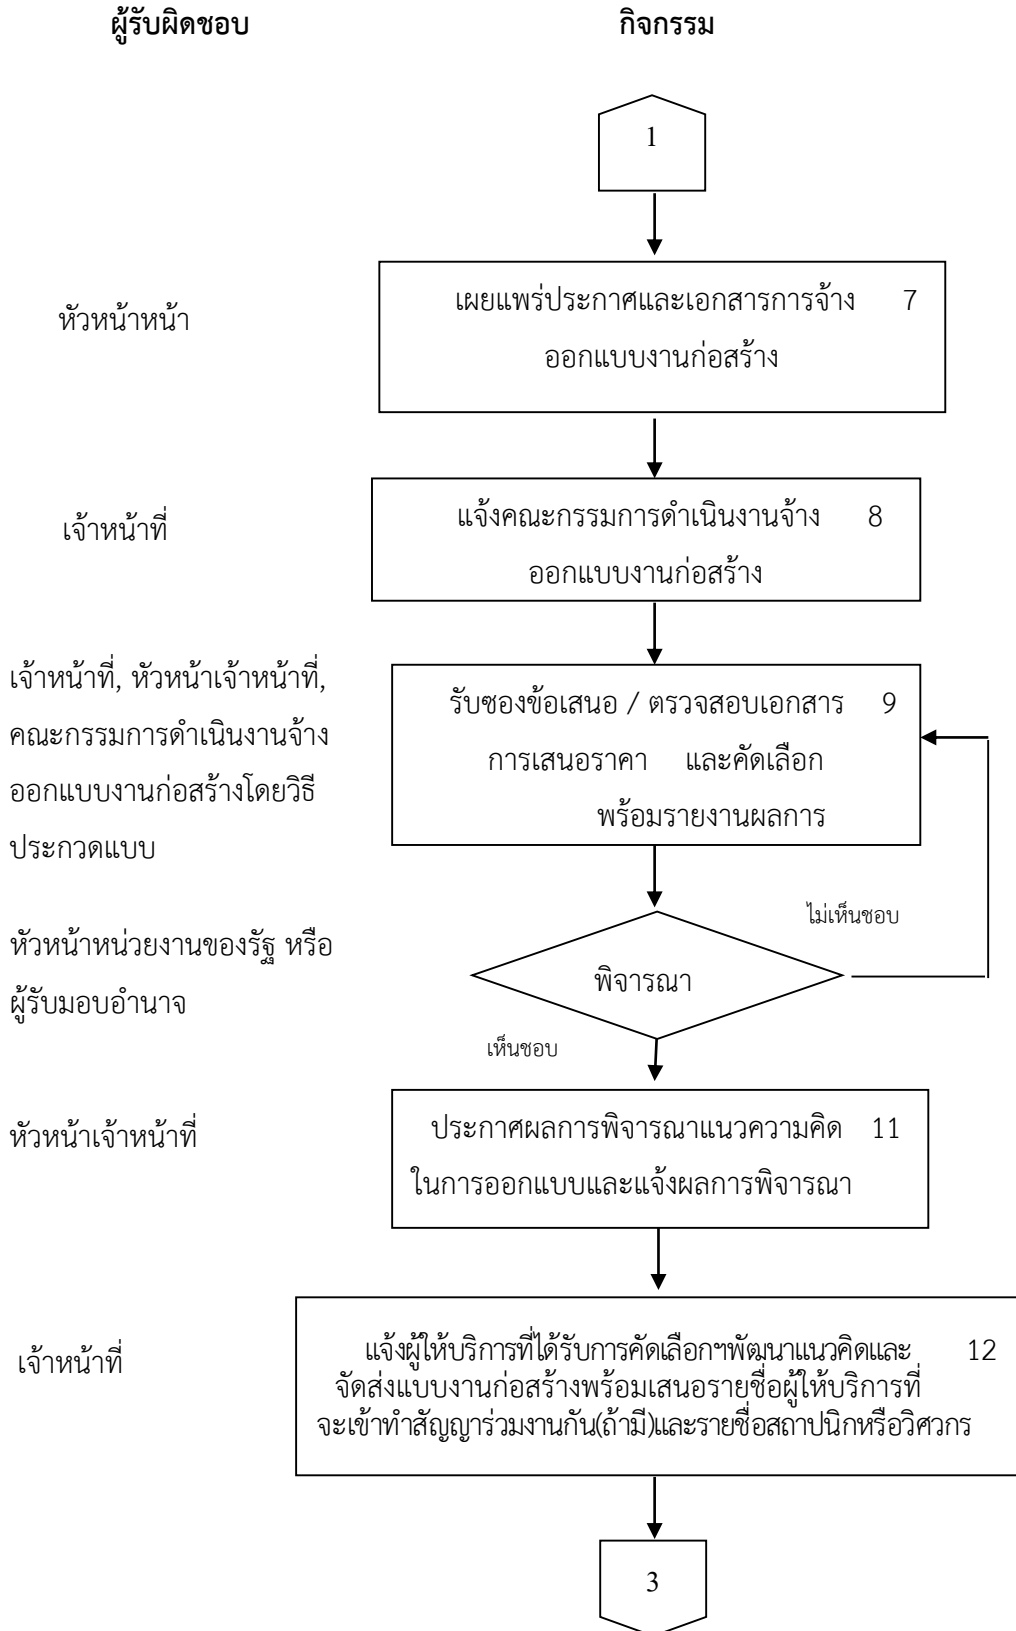 ผู้รับผิดชอบ กิจกรรม
1
หัวหน้าหน้า
เผยแพร่ประกาศและเอกสารการจ้าง 7
ออกแบบงานก่อสร้าง
เจ้าหน้าที่
แจ้งคณะกรรมการดำเนินงานจ้าง 8
ออกแบบงานก่อสร้าง
เจ้าหน้าที่, หัวหน้าเจ้าหน้าที่,
คณะกรรมการดำเนินงานจ้าง
ออกแบบงานก่อสร้างโดยวิธี
ประกวดแบบ
รับซองข้อเสนอ / ตรวจสอบเอกสาร 9
การเสนอราคา และคัดเลือก
พร้อมรายงานผลการ
ไม่เห็นชอบ
หัวหน้าหน่วยงานของรัฐ หรือ
ผู้รับมอบอำนาจ
พิจารณา
เห็นชอบ
หัวหน้าเจ้าหน้าที่
ประกาศผลการพิจารณาแนวความคิด 11
ในการออกแบบและแจ้งผลการพิจารณา
เจ้าหน้าที่
แจ้งผู้ให้บริการที่ได้รับการคัดเลือกฯพัฒนาแนวคิดและ 12
จัดส่งแบบงานก่อสร้างพร้อมเสนอรายชื่อผู้ให้บริการที่
จะเข้าทำสัญญาร่วมงานกัน(ถ้ามี)และรายชื่อสถาปนิกหรือวิศวกร
3